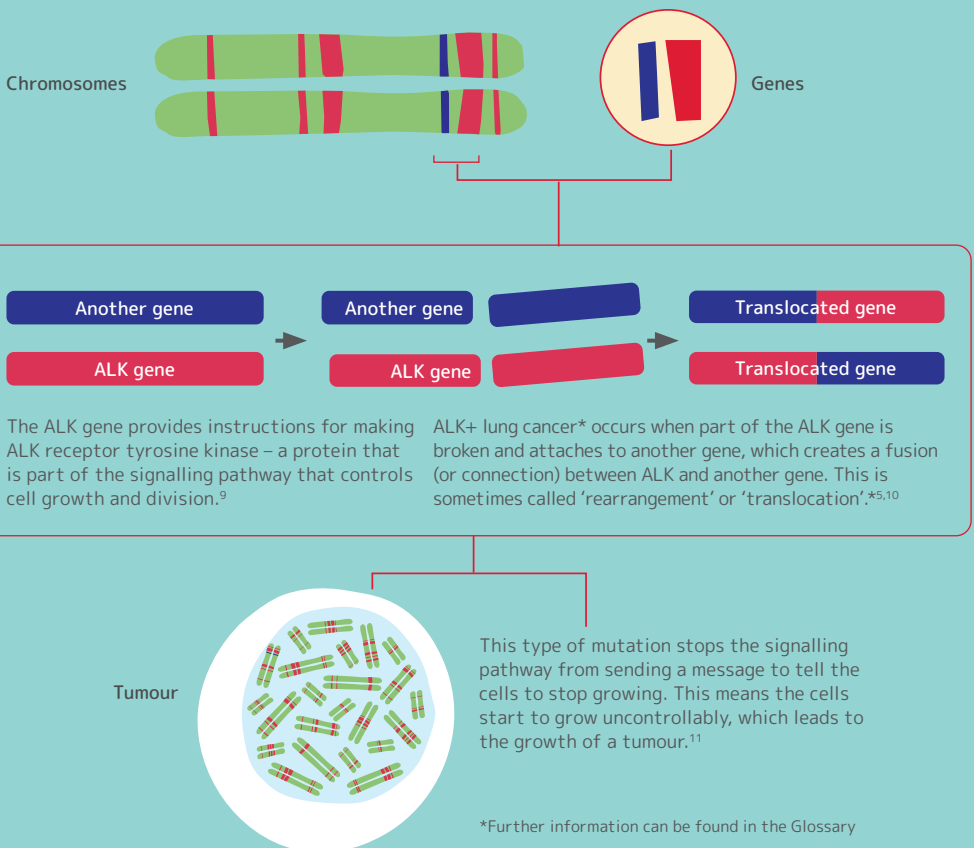 Chromosomes
Genes
Another gene
ALK gene
Another gene
ALK gene
Translocated gene
Translocated gene
The ALK gene provides instructions for making
ALK receptor tyrosine kinase – a protein that
is part of the signalling pathway that controls
cell growth and division.9
ALK+ lung cancer* occurs when part of the ALK gene is
broken and attaches to another gene, which creates a fusion
(or connection) between ALK and another gene. This is
sometimes called ‘rearrangement’ or ‘translocation’.*5,10
Tumour
This type of mutation stops the signalling
pathway from sending a message to tell the
cells to stop growing. This means the cells
start to grow uncontrollably, which leads to
the growth of a tumour.11
*Further information can be found in the Glossary